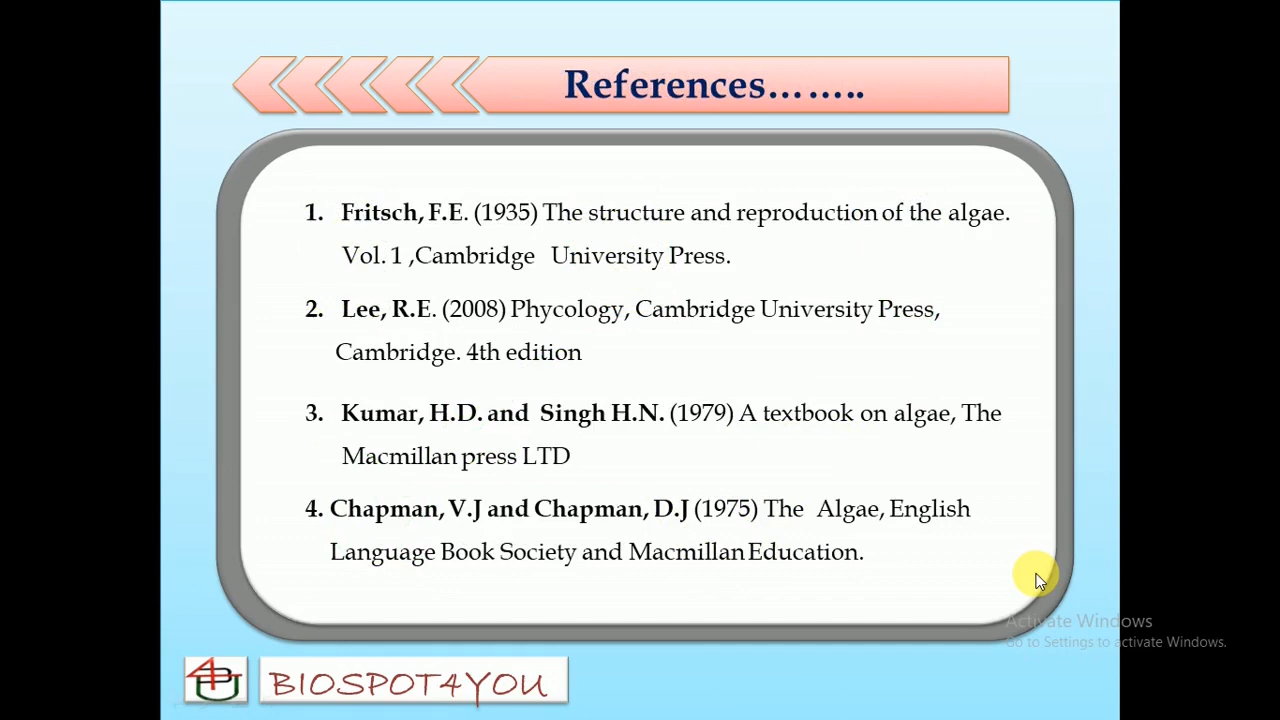 References……..
1. Fritsch, F.E. (1935) The structure and reproduction of the algae.
Vol. 1 ,Cambridge University Press.
2. Lee, R.E. (2008) Phycology, Cambridge University Press,
Cambridge. 4th edition
3. Kumar, H.D. and Singh H.N. (1979) A textbook on algae, The
Macmillan press LTD
4. Chapman, V.J and Chapman, D.J (1975) The Algae, English
Language Book Society and Macmillan Education.
Activate Windows
Go to Settings to activate Windows.
4BU
BIOSPOT4YOU